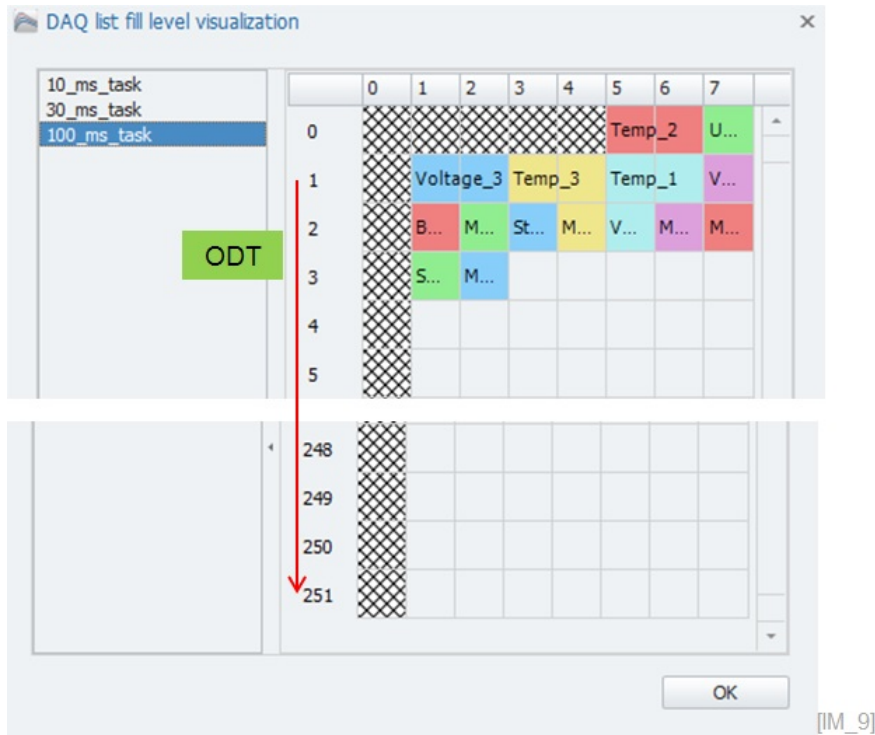 DAQ list fill level visualization
10_ms_task
30_ms_task
100_ms_task
0 1 2 3 4 5 6 7
0 Temp_2 U...
1 Voltage_3 Temp_3 Temp_1 V...
2 B... M... St... M... V... M... M...
ODT
3 S... M...
4
5
248
249
250
251
OK
[IM_9]